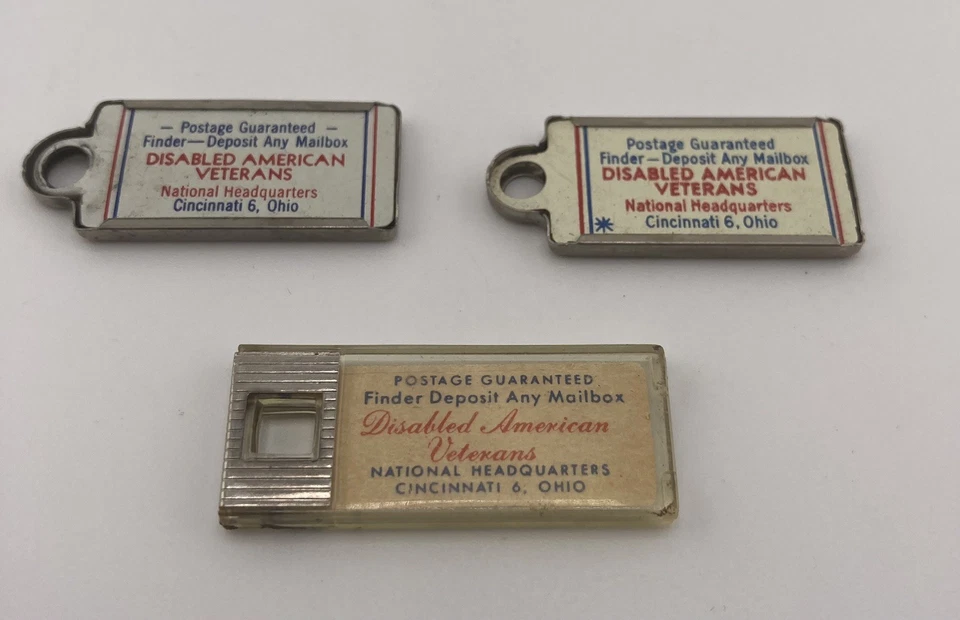 — Postage Guaranteed —
Finder—Deposit Any Mailbox
DISABLED AMERICAN
VETERANS
National Headquarters
Cincinnati 6, Ohio
Postage Guaranteed
Finder—Deposit Any Mailbox
DISABLED AMERICAN
VETERANS
National Headquarters
Cincinnati 6, Ohio
POSTAGE GUARANTEED
Finder Deposit Any Mailbox
Disabled American
Veterans
NATIONAL HEADQUARTERS
CINCINNATI 6, OHIO